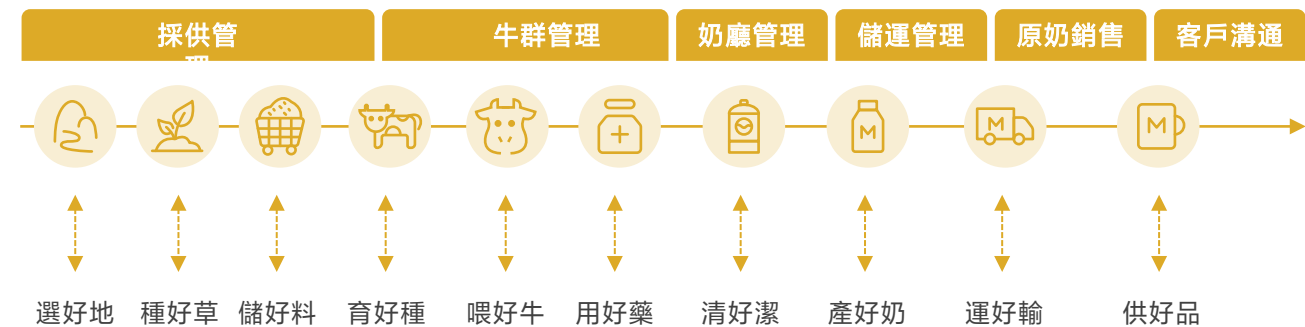 採供管理
牛群管理
奶廳管理
儲運管理
原奶銷售
客戶溝通
M
M
M
選好地
種好草
儲好料
育好種
喂好牛
用好藥
清好潔
產好奶
運好輸
供好品